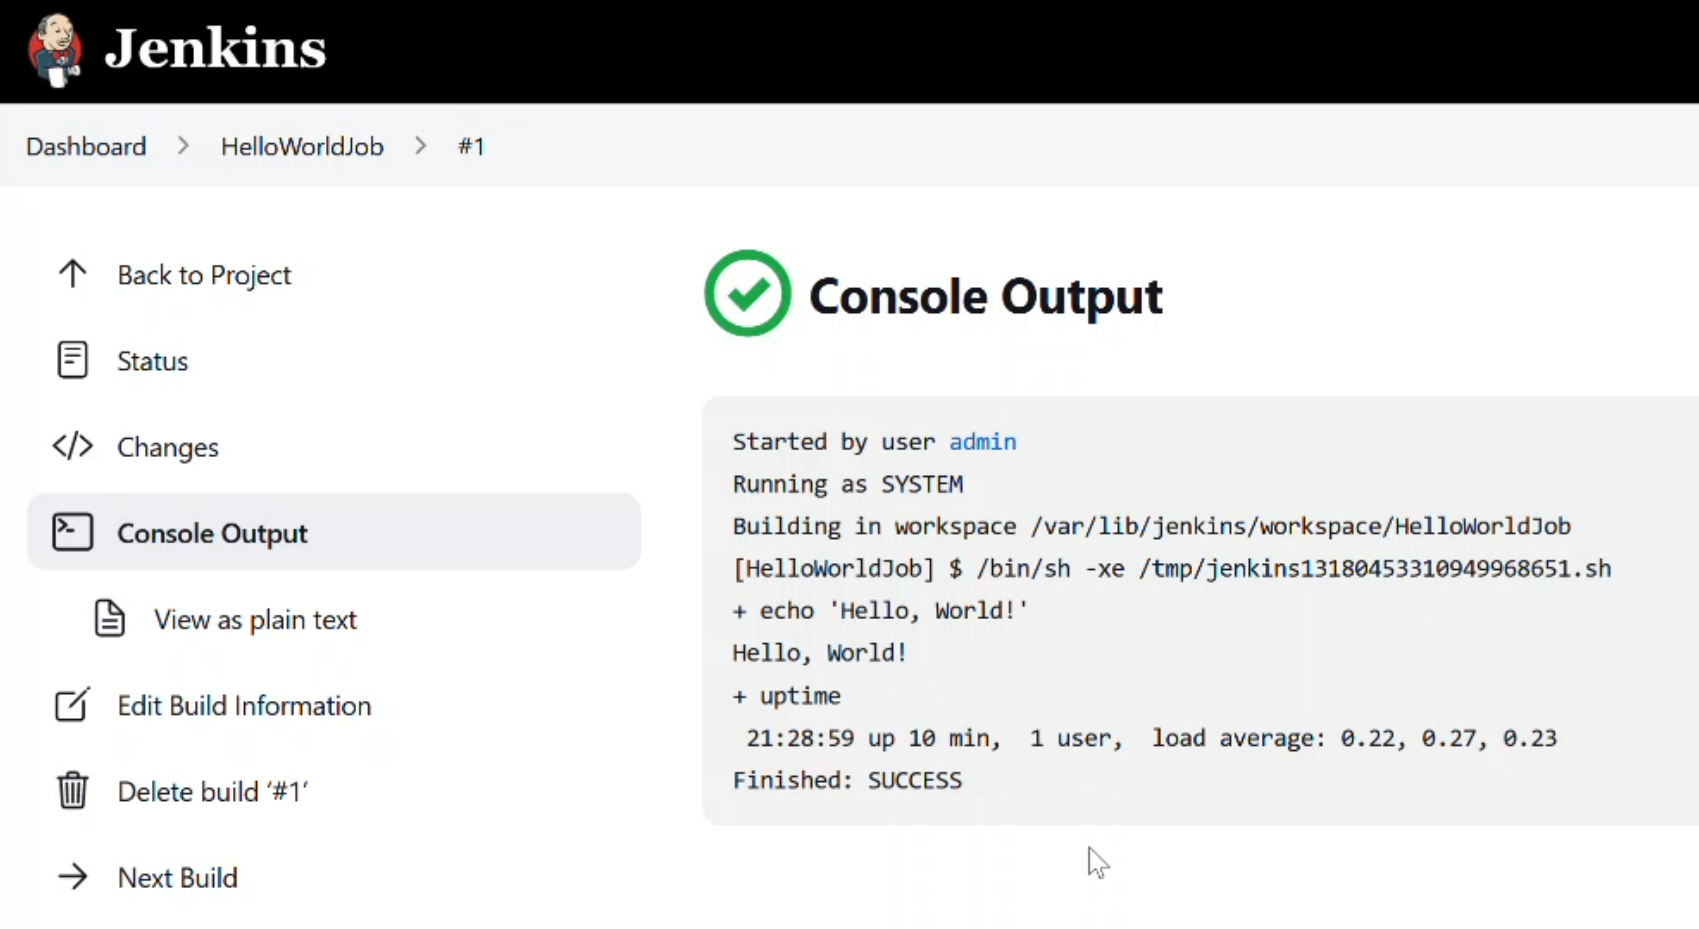 Jenkins
Dashboard > HelloWorldJob > #1
Back to Project
Status
Changes
Console Output
View as plain text
Edit Build Information
Delete build ‘#1’
Next Build
Console Output
Started by user admin
Running as SYSTEM
Building in workspace /var/lib/jenkins/workspace/HelloWorldJob
[HelloWorldJob] $ /bin/sh -xe /tmp/jenkins13180453310949968651.sh
+ echo 'Hello, World!'
Hello, World!
+ uptime
 21:28:59 up 10 min,  1 user,  load average: 0.22, 0.27, 0.23
Finished: SUCCESS